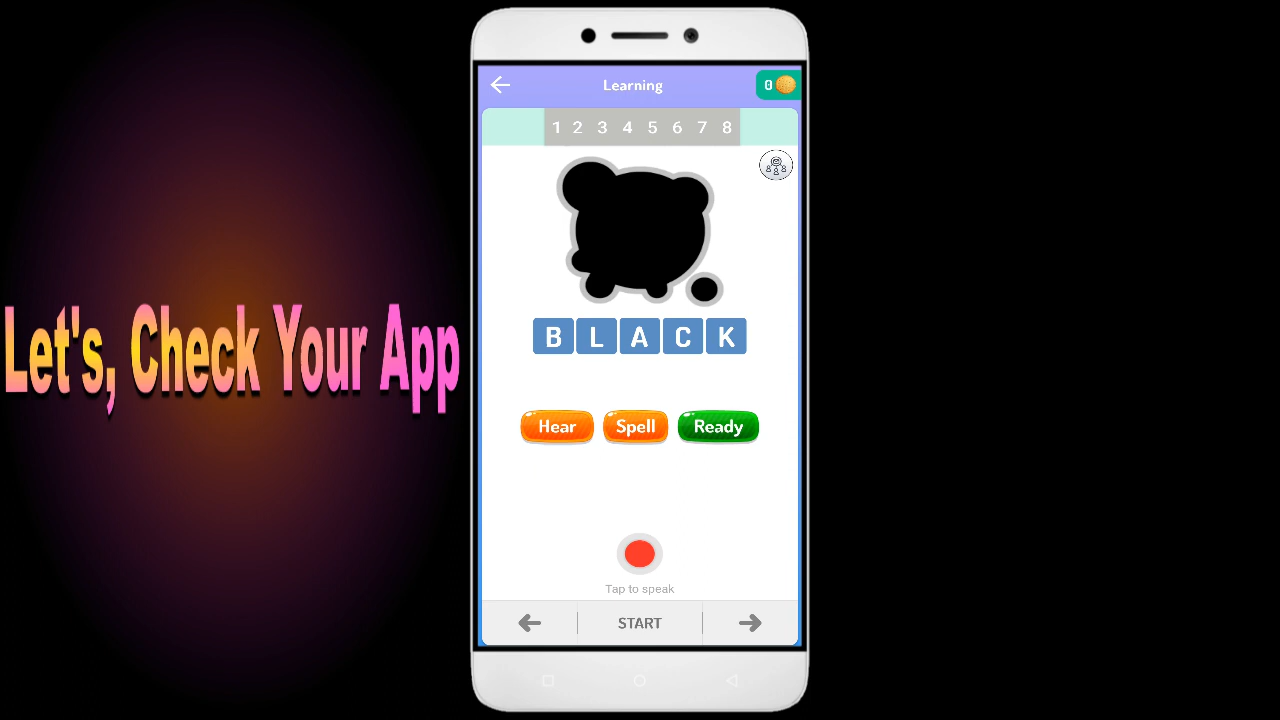 Let's, Check Your App
Learning
0
1 2 3 4 5 6 7 8
BLACK
Hear Spell Ready
Tap to speak
START